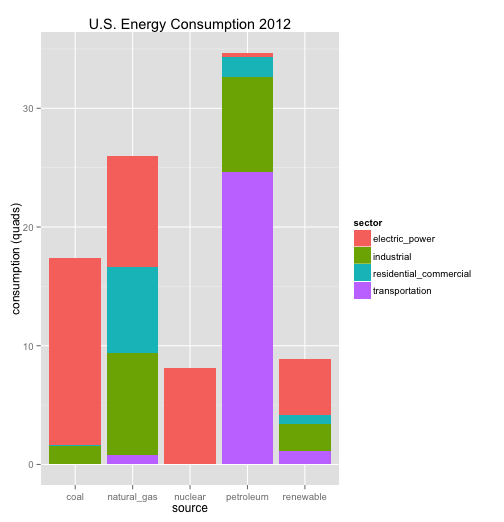 U.S. Energy Consumption 2012
consumption (quads)
30
20
10
0
coal natural_gas nuclear petroleum renewable
source
sector
electric_power
industrial
residential_commercial
transportation